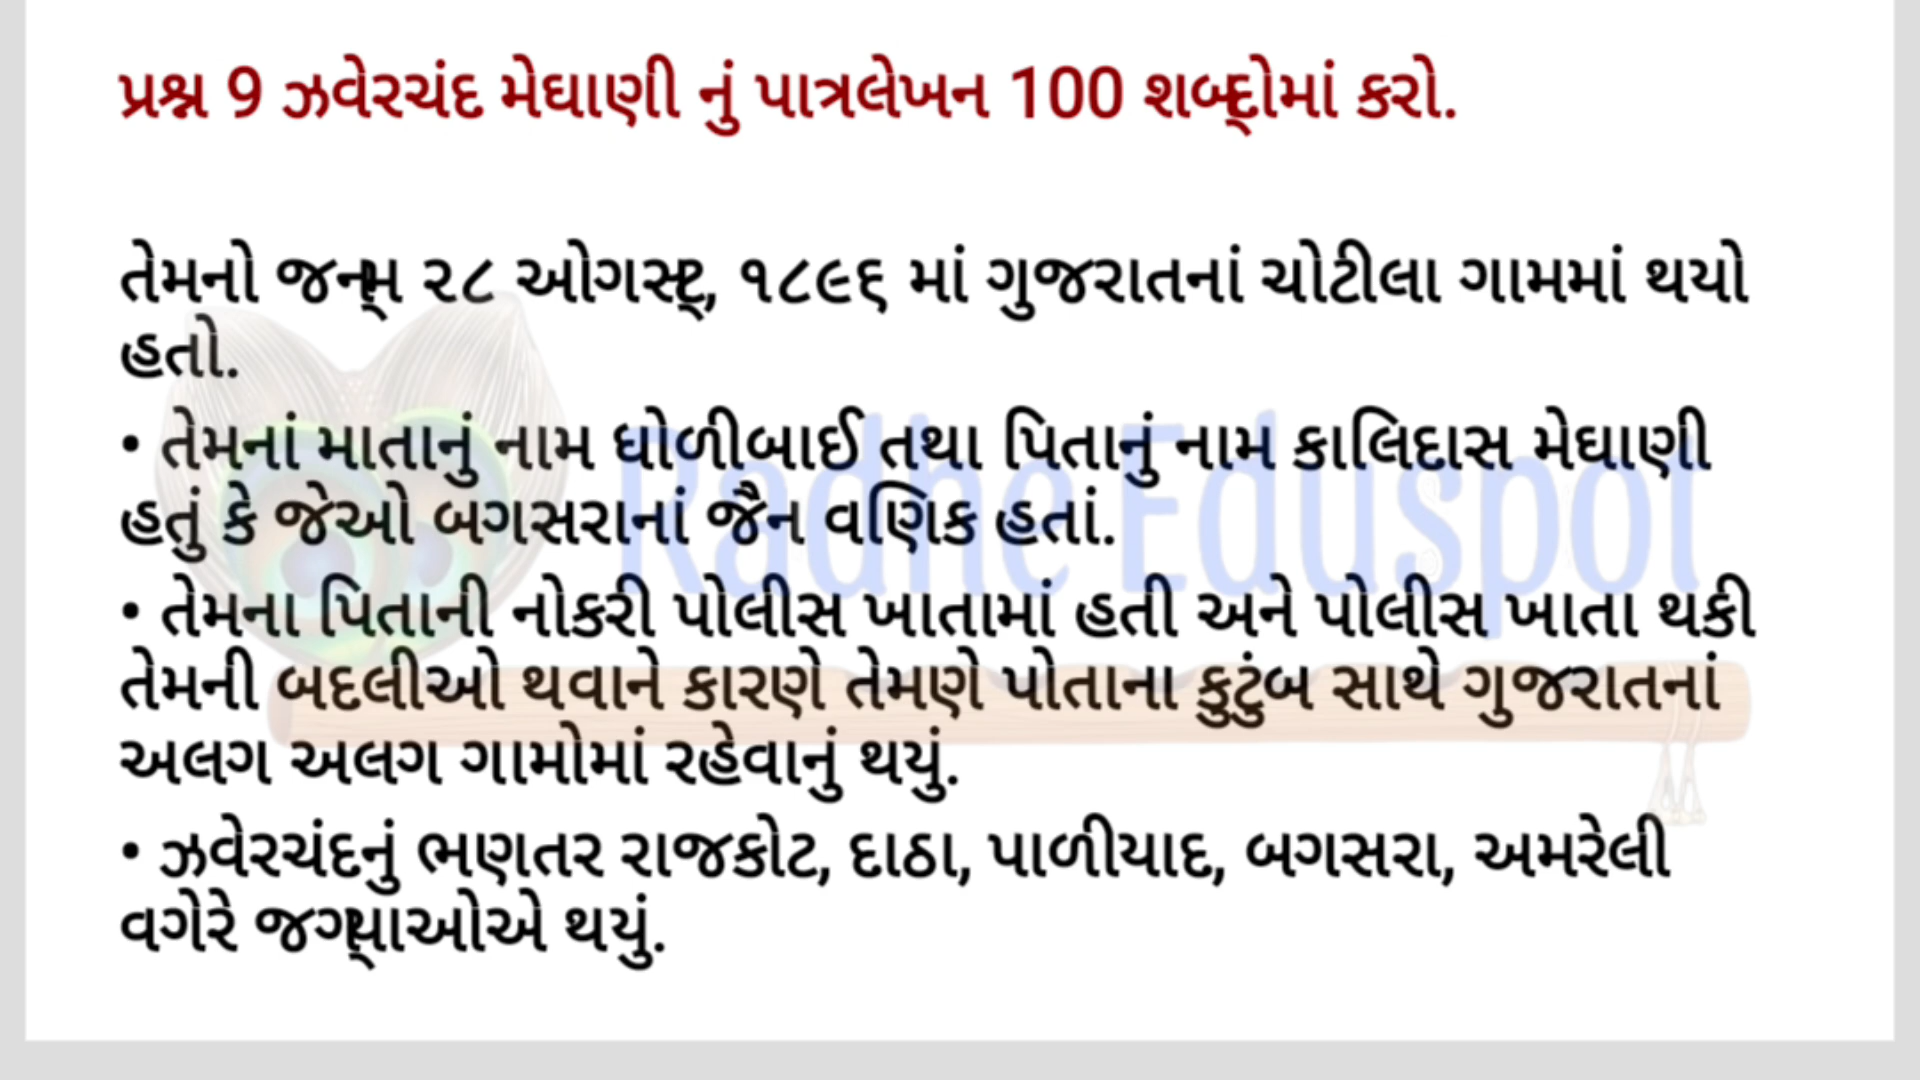 પ્રશ્ન 9 ઝવેરચંદ મેઘાણી નું પાત્રલેખન 100 શબ્દોમાં કરો.
તેમનો જન્મ ૨૮ ઓગસ્ટ, ૧૮૯૬ માં ગુજરાતનાં ચોટીલા ગામમાં થયો
હતો.
• તેમનાં માતાનું નામ ધોળીબાઈ તથા પિતાનું નામ કાલિદાસ મેઘાણી
હતું કે જેઓ બગસરાનાં જૈન વણિક હતાં.
Radhe Eduspot
• તેમના પિતાની નોકરી પોલીસ ખાતામાં હતી અને પોલીસ ખાતા થકી
તેમની બદલીઓ થવાને કારણે તેમણે પોતાના કુટુંબ સાથે ગુજરાતનાં
અલગ અલગ ગામોમાં રહેવાનું થયું.
• ઝવેરચંદનું ભણતર રાજકોટ, દાઠા, પાળીયાદ, બગસરા, અમરેલી
વગેરે જગ્યાઓએ થયું.